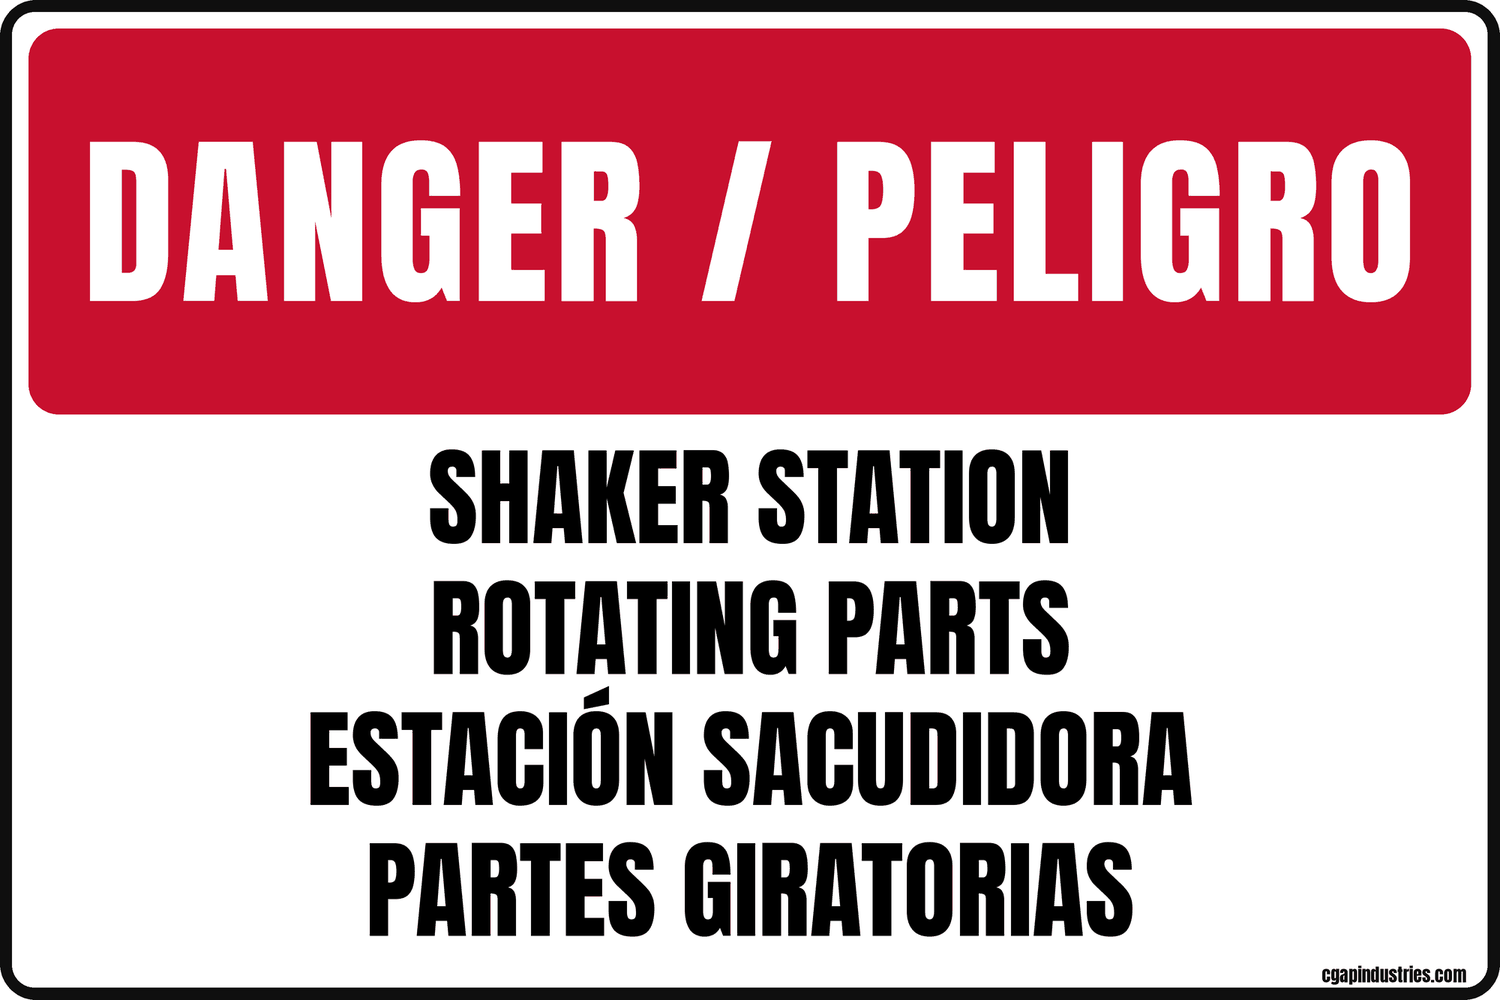 DANGER / PELIGRO
SHAKER STATION
ROTATING PARTS
ESTACIÓN SACUDIDORA
PARTES GIRATORIAS
cgapindustries.com